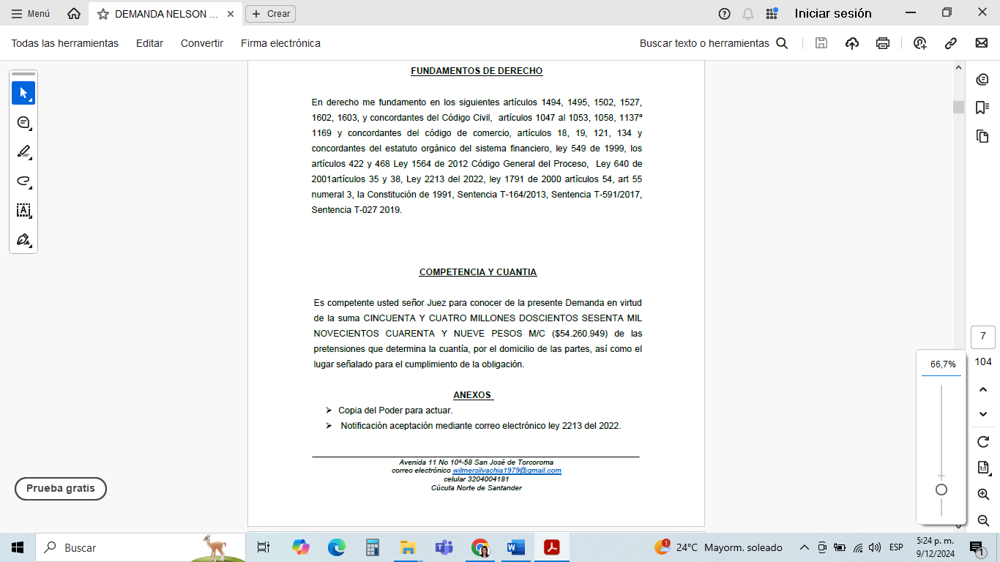 Menú
DEMANDA NELSON ...
Crear
Iniciar sesión
Todas las herramientas
Editar
Convertir
Firma electrónica
Buscar texto o herramientas
FUNDAMENTOS DE DERECHO
En derecho me fundamento en los siguientes artículos 1494, 1495, 1502, 1527,
1602, 1603, y concordantes del Código Civil, artículos 1047 al 1053, 1058, 1137ª
1169 y concordantes del código de comercio, artículos 18, 19, 121, 134 y
concordantes del estatuto orgánico del sistema financiero, ley 549 de 1999, los
artículos 422 y 468 Ley 1564 de 2012 Código General del Proceso, Ley 640 de
2001artículos 35 y 38, Ley 2213 del 2022, ley 1791 de 2000 artículos 54, art 55
numeral 3, la Constitución de 1991, Sentencia T-164/2013, Sentencia T-591/2017,
Sentencia T-027 2019.
COMPETENCIA Y CUANTIA
Es competente usted señor Juez para conocer de la presente Demanda en virtud
de la suma CINCUENTA Y CUATRO MILLONES DOSCIENTOS SESENTA MIL
NOVECIENTOS CUARENTA Y NUEVE PESOS M/C ($54.260.949) de las
pretensiones que determina la cuantía, por el domicilio de las partes, así como el
lugar señalado para el cumplimiento de la obligación.
ANEXOS
➢ Copia del Poder para actuar.
➢ Notificación aceptación mediante correo electrónico ley 2213 del 2022.
Avenida 11 No 10ª-58 San José de Torcoroma
correo electrónico wilmersilvachia1979@gmail.com
celular 3204004181
Cúcuta Norte de Santander
7
104
66,7%
1:1
Prueba gratis
Buscar
24°C Mayorm. soleado
1
ESP
5:24 p. m.
9/12/2024
1